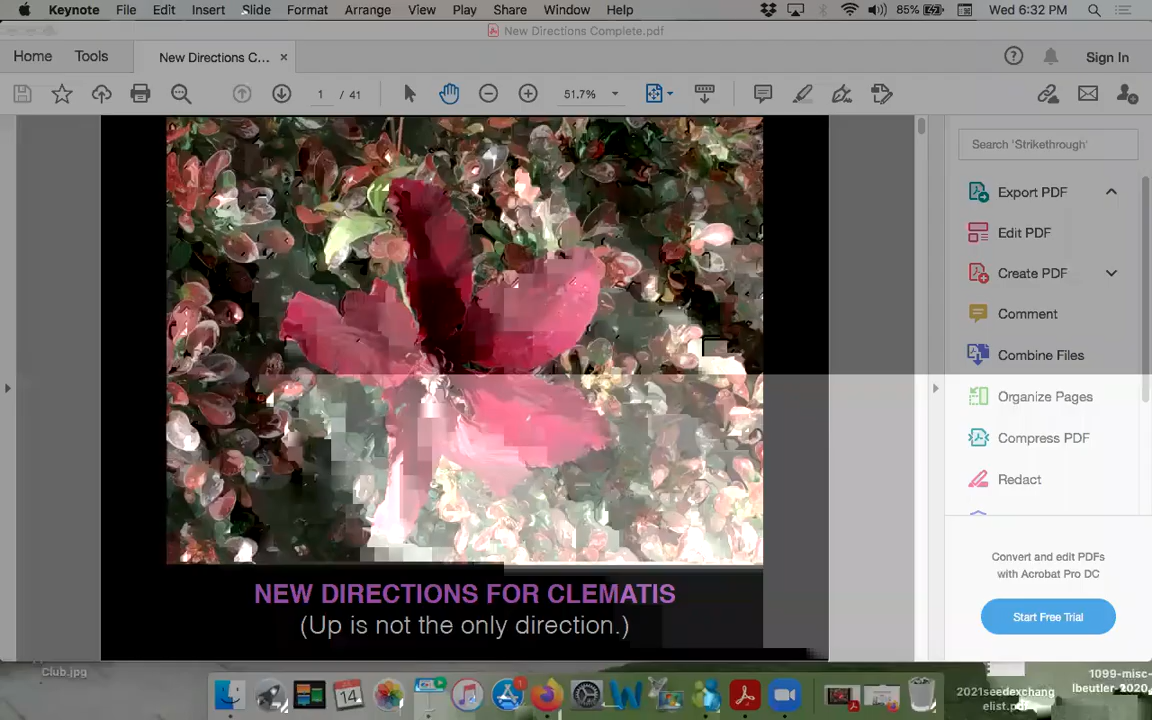 Keynote File Edit Insert Slide Format Arrange View Play Share Window Help 85% Wed 6:32 PM
New Directions Complete.pdf
Home Tools New Directions C... × Sign In
1 / 41 51.7%
Search 'Strikethrough'
Export PDF
Edit PDF
Create PDF
Comment
Combine Files
Organize Pages
Compress PDF
Redact
Convert and edit PDFs
with Acrobat Pro DC
Start Free Trial
NEW DIRECTIONS FOR CLEMATIS
(Up is not the only direction.)
Club.jpg
14
1099-misc-
lbeutler 2020.
2021seedexchang
elist.pdf